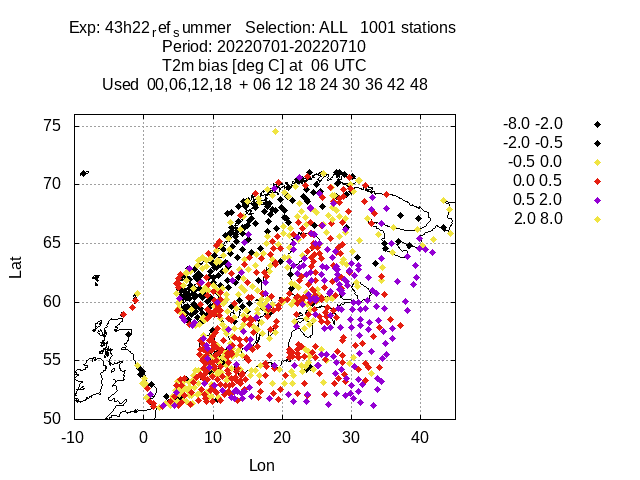 Exp: 43h22ref summer   Selection: ALL   1001 stations
Period: 20220701-20220710
T2m bias [deg C] at  06 UTC
Used  00,06,12,18  + 06 12 18 24 30 36 42 48
-8.0 -2.0
-2.0 -0.5
-0.5 0.0
0.0 0.5
0.5 2.0
2.0 8.0
75
70
65
60
55
50
Lat
-10 0 10 20 30 40
Lon